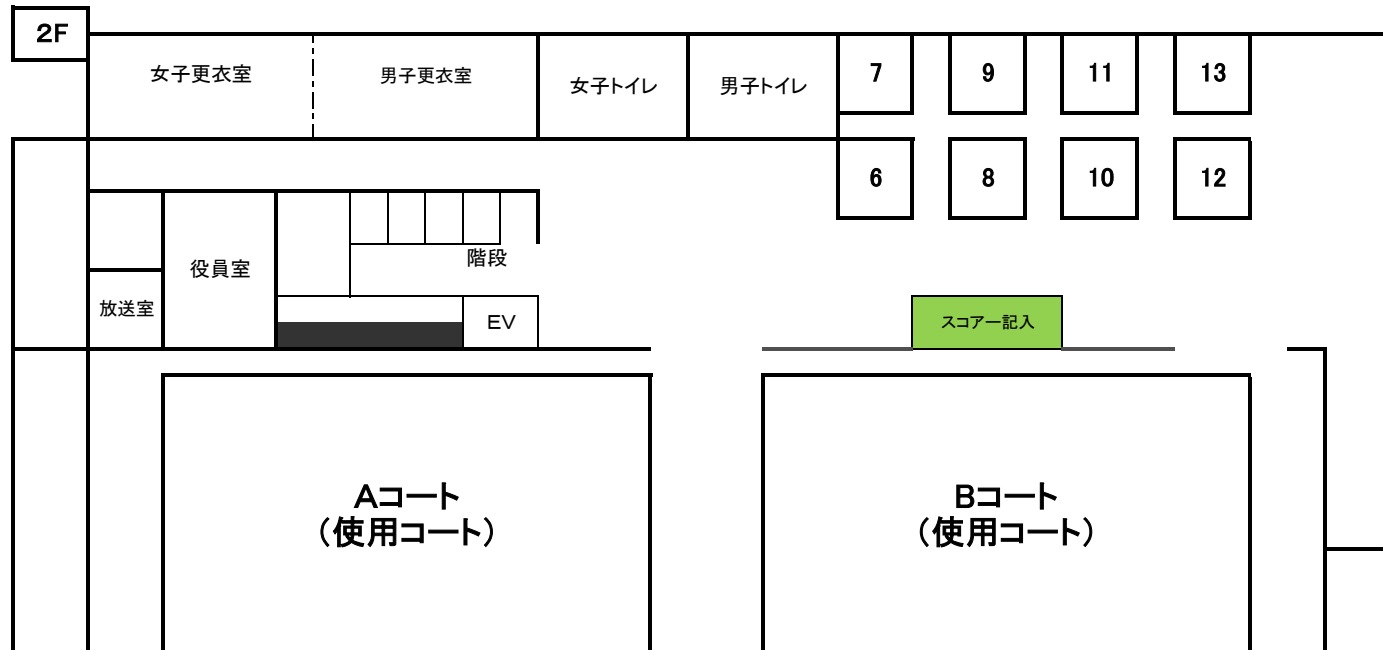 ２F
女子更衣室
男子更衣室
女子トイレ
男子トイレ
7
9
11
13
6
8
10
12
役員室
階段
放送室
EV
スコアー記入
Aコート
（使用コート）
Bコート
（使用コート）